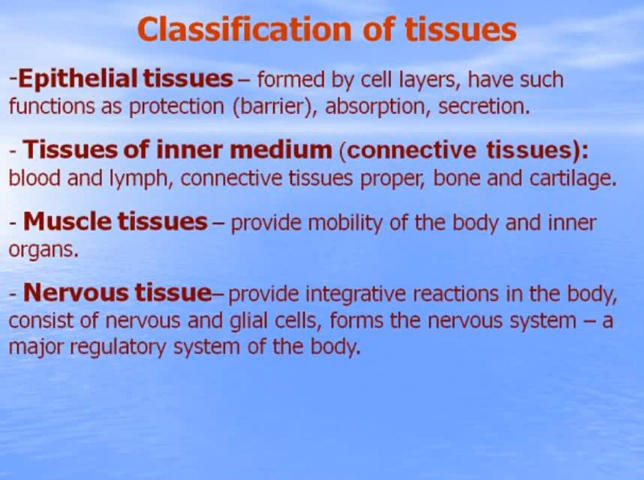 Classification of tissues
-Epithelial tissues – formed by cell layers, have such
functions as protection (barrier), absorption, secretion.
- Tissues of inner medium (connective tissues):
blood and lymph, connective tissues proper, bone and cartilage.
- Muscle tissues – provide mobility of the body and inner
organs.
- Nervous tissue– provide integrative reactions in the body,
consist of nervous and glial cells, forms the nervous system – a
major regulatory system of the body.